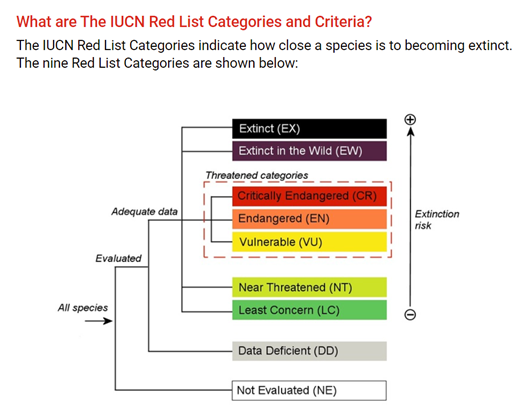 What are The IUCN Red List Categories and Criteria?
The IUCN Red List Categories indicate how close a species is to becoming extinct.
The nine Red List Categories are shown below:
Extinct (EX)
Extinct in the Wild (EW)
Threatened categories
Critically Endangered (CR)
Adequate data
Endangered (EN)
Extinction
risk
Vulnerable (VU)
Evaluated
Near Threatened (NT)
All species
Least Concern (LC)
Data Deficient (DD)
Not Evaluated (NE)